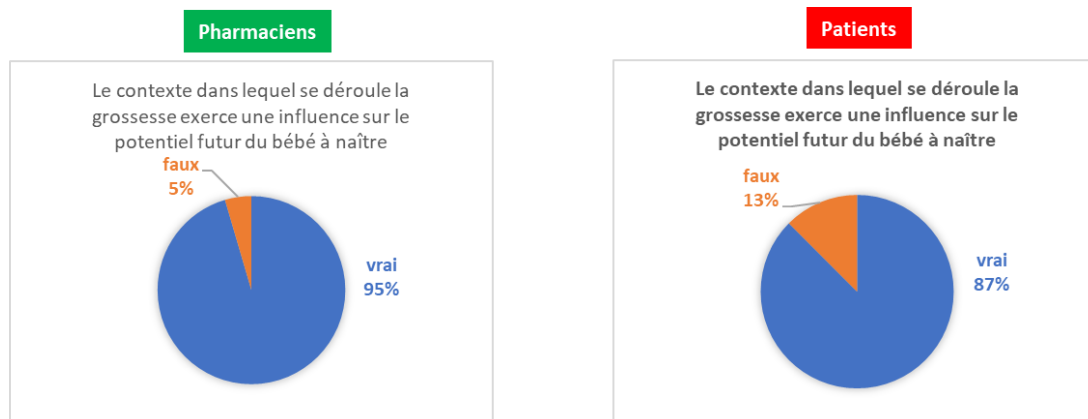 Pharmaciens
Le contexte dans lequel se déroule la
grossesse exerce une influence sur le
potentiel futur du bébé à naître
faux
5%
vrai
95%
Patients
Le contexte dans lequel se déroule la
grossesse exerce une influence sur le
potentiel futur du bébé à naître
faux
13%
vrai
87%